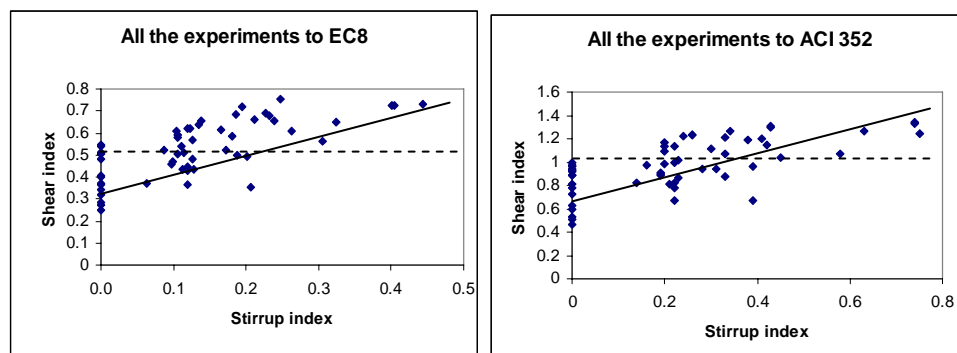 All the experiments to EC8
Shear index
0.8
0.7
0.6
0.5
0.4
0.3
0.2
0.1
0
0.0 0.1 0.2 0.3 0.4 0.5
Stirrup index
All the experiments to ACI 352
Shear index
1.6
1.4
1.2
1
0.8
0.6
0.4
0.2
0
0 0.2 0.4 0.6 0.8
Stirrup index